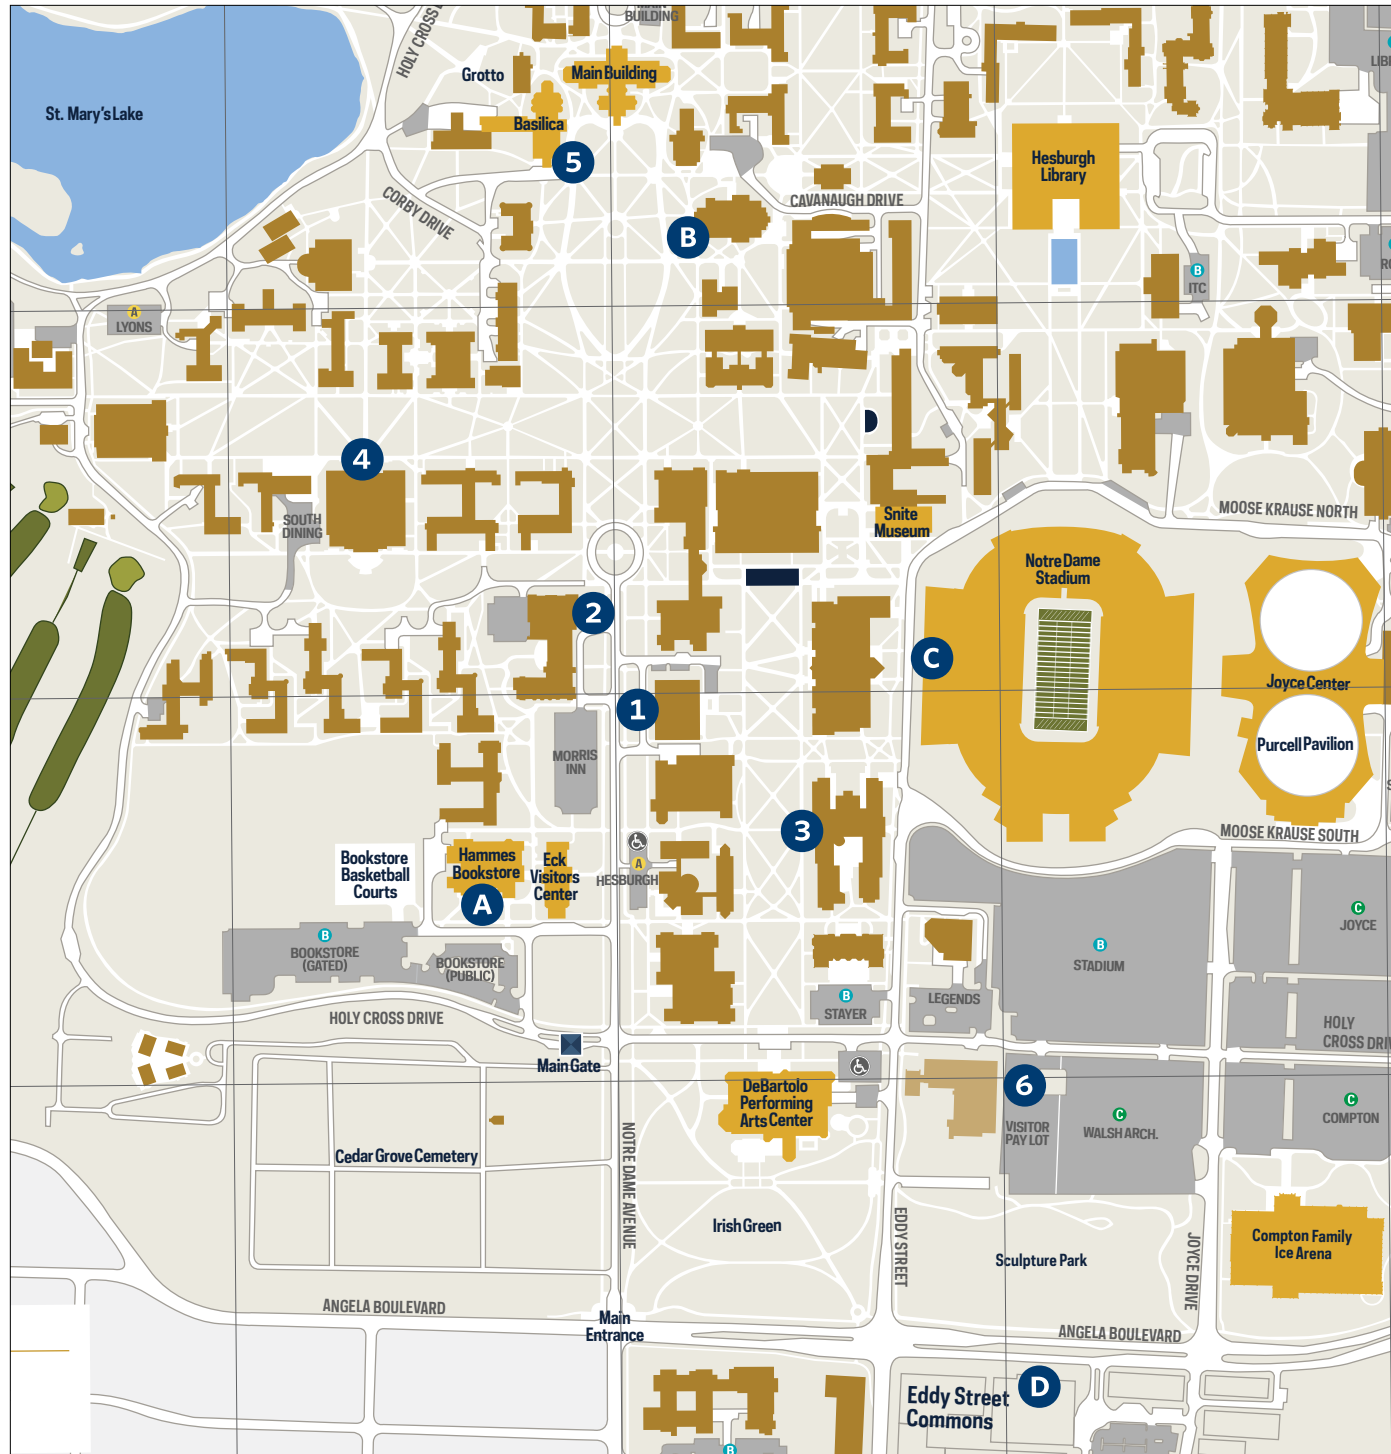 HOLY CROSS
BUILDING
Grotto
Main Building
St. Mary's Lake
Basilica
5
Hesburgh
Library
CORBY DRIVE
CAVANAUGH DRIVE
B
B
ITC
A
LYONS
4
SOUTH
DINING
Snite
Museum
MOOSE KRAUSE NORTH
Notre Dame
Stadium
2
C
Joyce Center
1
Purcell Pavilion
MORRIS
INN
3
MOOSE KRAUSE SOUTH
Bookstore
Basketball
Courts
Hammes
Bookstore
A
Eck
Visitors
Center
A
HESBURGH
B
BOOKSTORE
(GATED)
BOOKSTORE
(PUBLIC)
B
STADIUM
C
JOYCE
B
STAYER
LEGENDS
HOLY CROSS DRIVE
HOLY
Main Gate
DeBartolo
Performing
Arts Center
6
VISITOR
PAY LOT
C
WALSH ARCH.
C
COMPTON
Cedar Grove Cemetery
NOTRE DAME AVENUE
Irish Green
EDDY STREET
Sculpture Park
JOYCE DRIVE
Compton Family
Ice Arena
ANGELA BOULEVARD
Main
Entrance
ANGELA BOULEVARD
D
Eddy Street
Commons
B